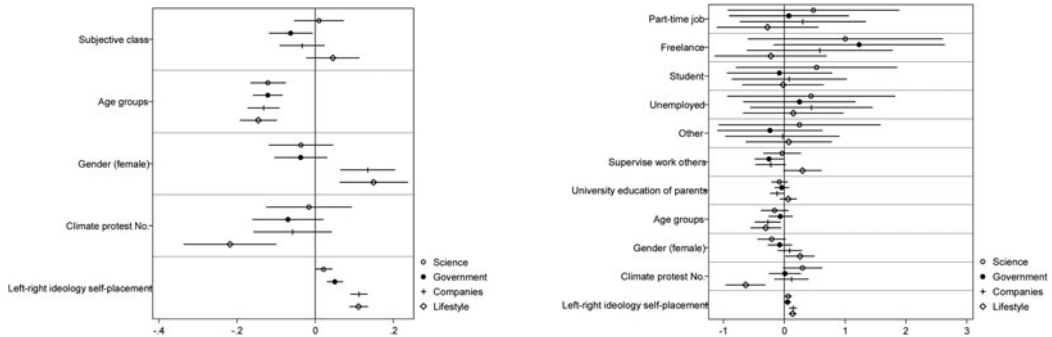 Subjective class
Age groups
Gender (female)
Climate protest No.
Left-right ideology self-placement
Science
Government
Companies
Lifestyle
-.4 -.2 0 .2
Part-time job
Freelance
Student
Unemployed
Other
Supervise work others
University education of parents
Age groups
Gender (female)
Climate protest No.
Left-right ideology self-placement
Science
Government
Companies
Lifestyle
-1 0 1 2 3